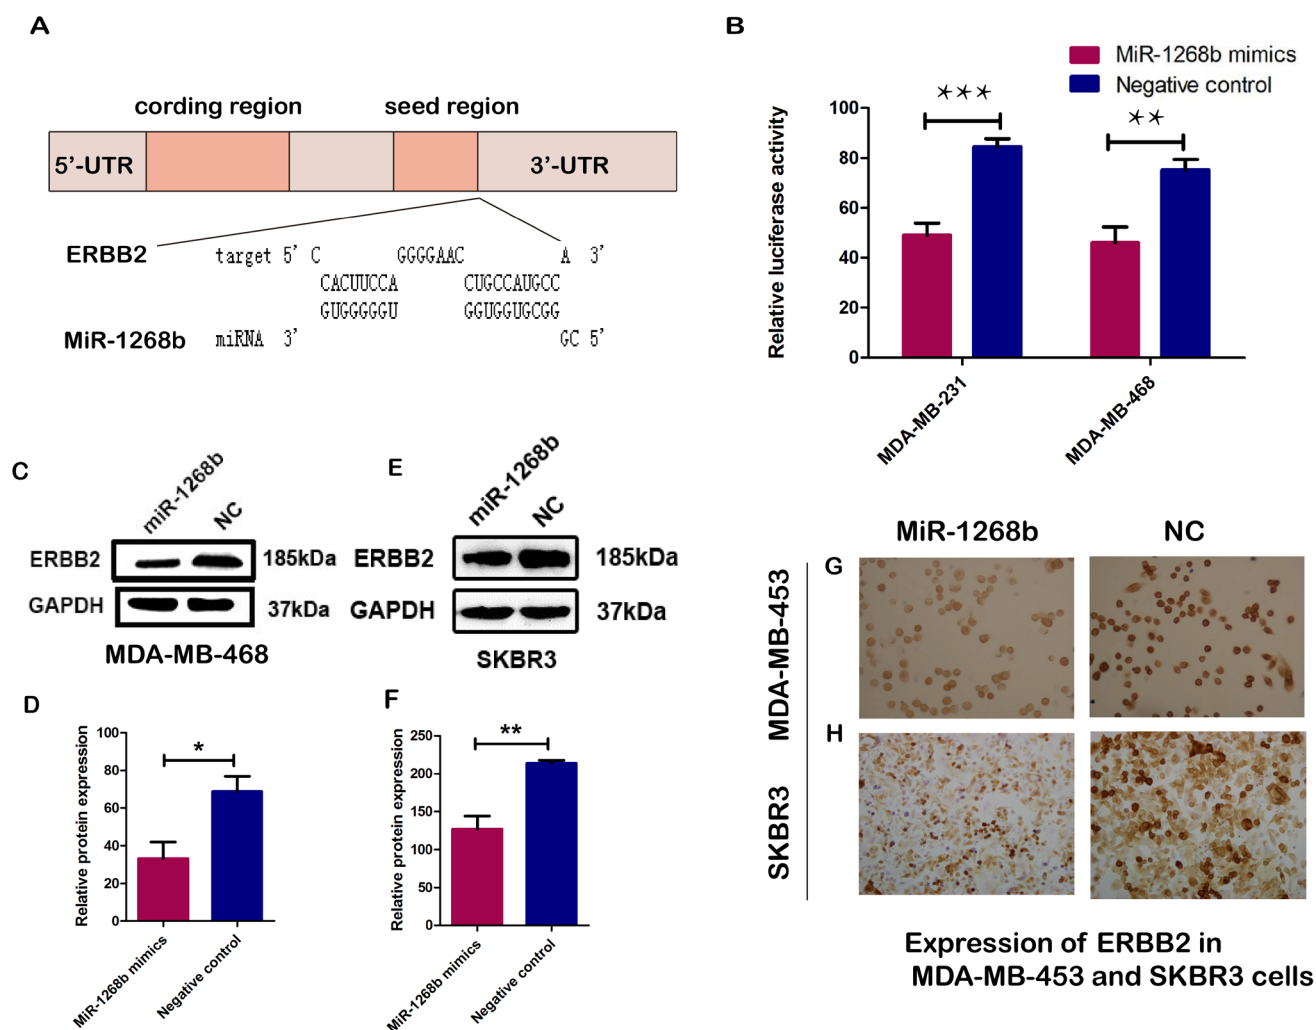 A
cording region
seed region
5'-UTR
3'-UTR
ERBB2
target 5' C GGGGAAC A 3'
CACUUCCA CUGCCAUGCC
GUGGGGGU GGUGGUGCGG
MiR-1268b
miRNA 3' GC 5'
B
MiR-1268b mimics
Negative control
Relative luciferase activity
100
80
60
40
20
0
***
**
MDA-MB-231
MDA-MB-468
C
miR-1268b
NC
ERBB2
185kDa
GAPDH
37kDa
MDA-MB-468
E
miR-1268b
NC
ERBB2
185kDa
GAPDH
37kDa
SKBR3
D
Relative protein expression
100
80
60
40
20
0
*
MiR-1268b mimics
Negative control
F
Relative protein expression
250
200
150
100
50
0
**
MiR-1268b mimics
Negative control
MiR-1268b
NC
G
MDA-MB-453
H
SKBR3
Expression of ERBB2 in
MDA-MB-453 and SKBR3 cells